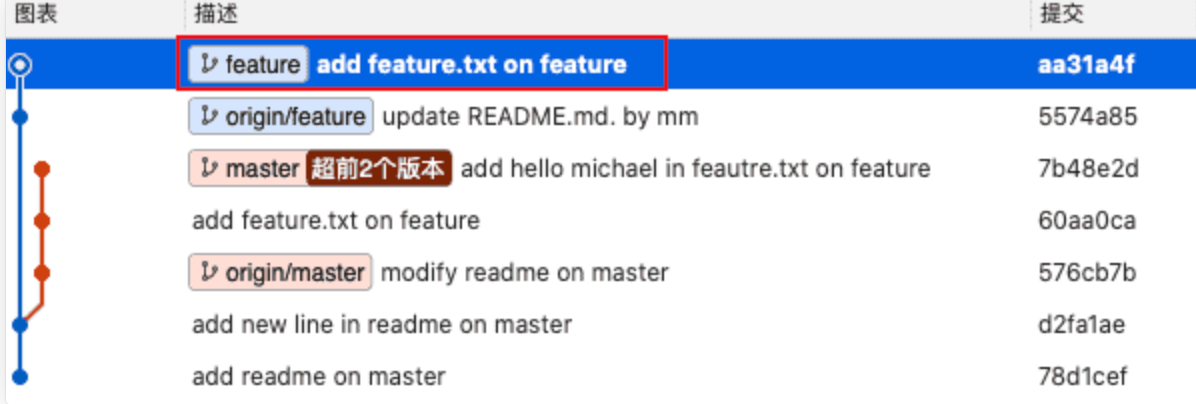 图表 描述 提交
feature add feature.txt on feature aa31a4f
origin/feature update README.md. by mm 5574a85
master 超前2个版本 add hello michael in feautre.txt on feature 7b48e2d
add feature.txt on feature 60aa0ca
origin/master modify readme on master 576cb7b
add new line in readme on master d2fa1ae
add readme on master 78d1cef